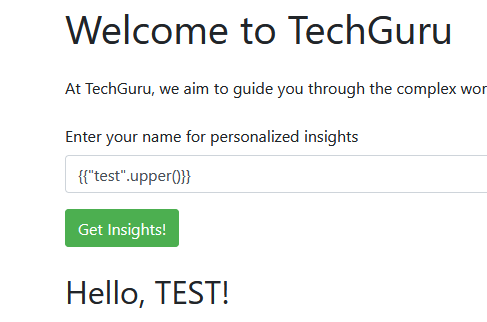 Welcome to TechGuru
At TechGuru, we aim to guide you through the complex
Enter your name for personalized insights
{{"test".upper()}}
Get Insights!
Hello, TEST!